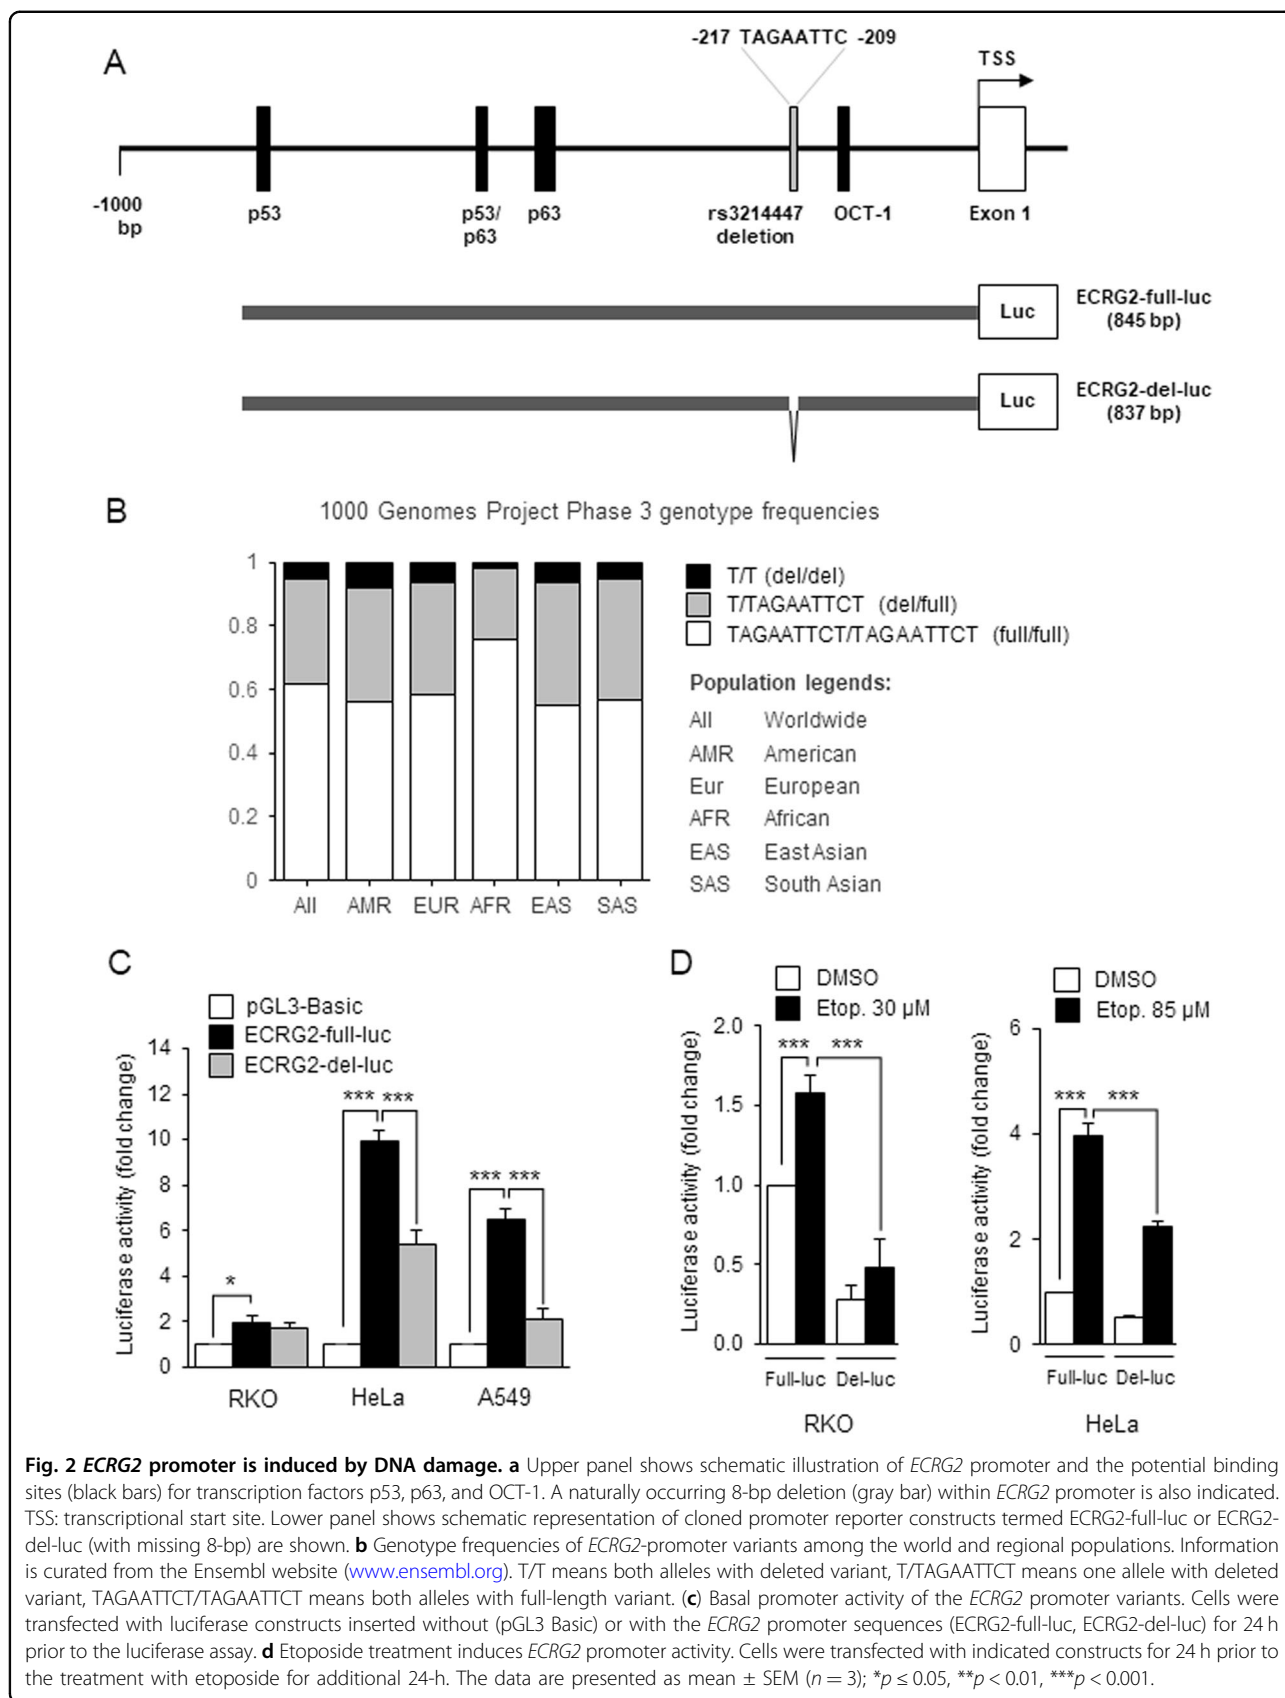 A
-217 TAGAATTC -209
TSS
-1000
bp
p53
p53/
p63
p63
rs3214447
deletion
OCT-1
Exon 1
Luc
ECRG2-full-luc
(845 bp)
Luc
ECRG2-del-luc
(837 bp)
B
1000 Genomes Project Phase 3 genotype frequencies
1
0.8
0.6
0.4
0.2
0
All AMR EUR AFR EAS SAS
T/T (del/del)
T/TAGAATTCT (del/full)
TAGAATTCT/TAGAATTCT (full/full)
Population legends:
All Worldwide
AMR American
Eur European
AFR African
EAS East Asian
SAS South Asian
C
pGL3-Basic
ECRG2-full-luc
ECRG2-del-luc
Luciferase activity (fold change)
14
12
10
8
6
4
2
0
*
*** ***
*** ***
RKO HeLa A549
D
DMSO
Etop. 30 µM
Luciferase activity (fold change)
2.0
1.5
1.0
0.5
0.0
*** ***
Full-luc Del-luc
RKO
DMSO
Etop. 85 µM
Luciferase activity (fold change)
6
4
2
0
*** ***
Full-luc Del-luc
HeLa
Fig. 2 ECRG2 promoter is induced by DNA damage. a Upper panel shows schematic illustration of ECRG2 promoter and the potential binding
sites (black bars) for transcription factors p53, p63, and OCT-1. A naturally occurring 8-bp deletion (gray bar) within ECRG2 promoter is also indicated.
TSS: transcriptional start site. Lower panel shows schematic representation of cloned promoter reporter constructs termed ECRG2-full-luc or ECRG2-
del-luc (with missing 8-bp) are shown. b Genotype frequencies of ECRG2-promoter variants among the world and regional populations. Information
is curated from the Ensembl website (www.ensembl.org). T/T means both alleles with deleted variant, T/TAGAATTCT means one allele with deleted
variant, TAGAATTCT/TAGAATTCT means both alleles with full-length variant. (c) Basal promoter activity of the ECRG2 promoter variants. Cells were
transfected with luciferase constructs inserted without (pGL3 Basic) or with the ECRG2 promoter sequences (ECRG2-full-luc, ECRG2-del-luc) for 24 h
prior to the luciferase assay. d Etoposide treatment induces ECRG2 promoter activity. Cells were transfected with indicated constructs for 24 h prior to
the treatment with etoposide for additional 24-h. The data are presented as mean ± SEM (n = 3); *p ≤ 0.05, **p < 0.01, ***p < 0.001.